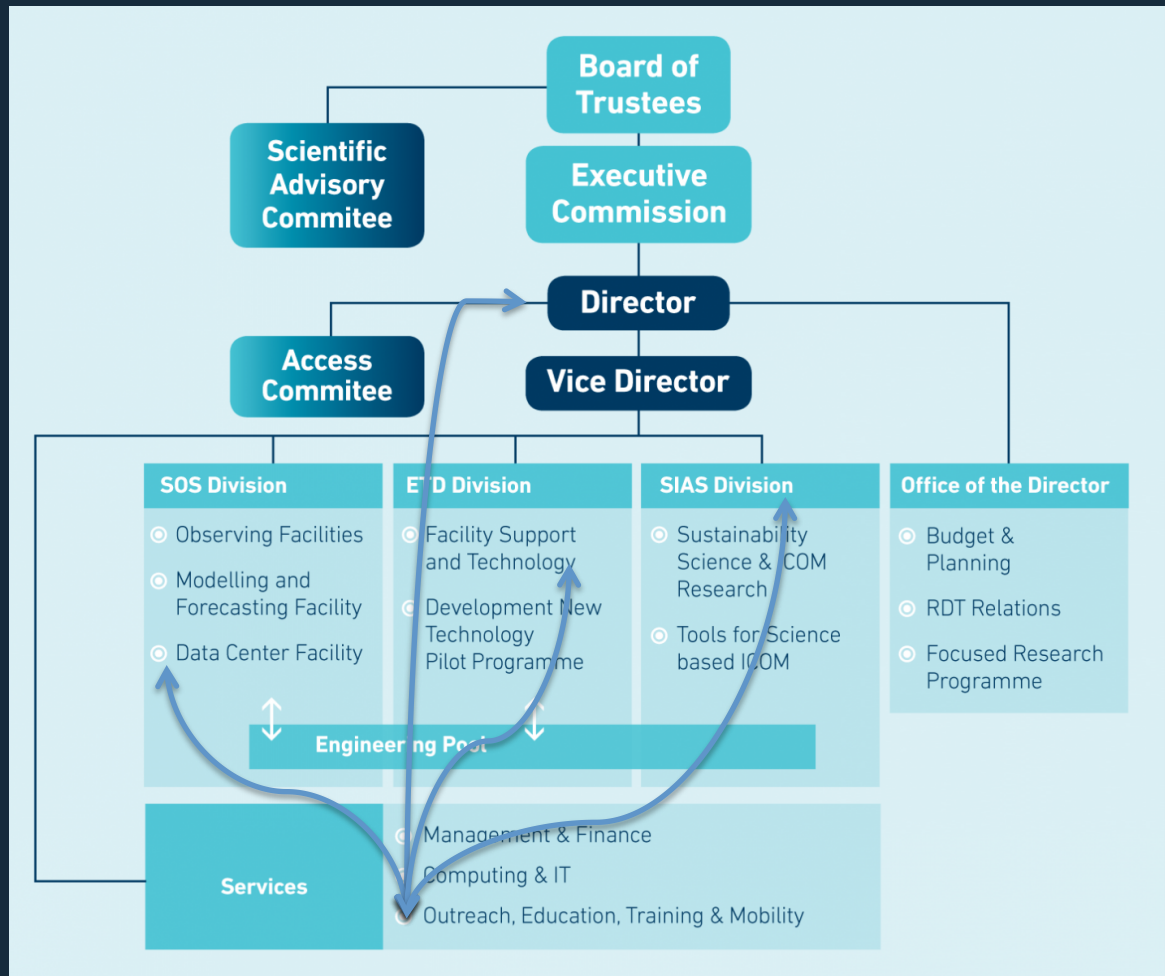 Board of
Trustees
Scientific
Advisory
Commitee
Executive
Commission
Director
Access
Commitee
Vice Director
SOS Division
Observing Facilities
Modelling and
Forecasting Facility
Data Center Facility
ETD Division
Facility Support
and Technology
Development New
Technology
Pilot Programme
SIAS Division
Sustainability
Science & ICOM
Research
Tools for Science
based ICOM
Office of the Director
Budget &
Planning
RDT Relations
Focused Research
Programme
Engineering Pool
Services
Management & Finance
Computing & IT
Outreach, Education, Training & Mobility